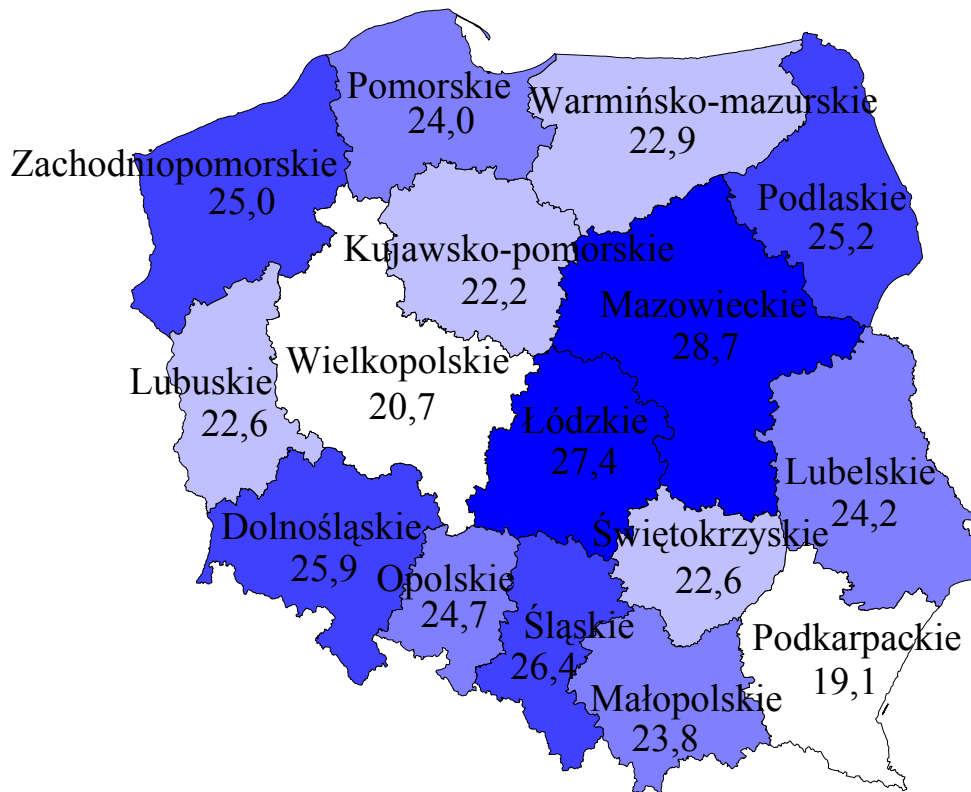 Pomorskie
24,0
Warmińsko-mazurskie
22,9
Zachodniopomorskie
25,0
Podlaskie
25,2
Kujawsko-pomorskie
22,2
Mazowieckie
28,7
Wielkopolskie
20,7
Lubuskie
22,6
Łódzkie
27,4
Lubelskie
24,2
Dolnośląskie
25,9
Świętokrzyskie
22,6
Opolskie
24,7
Śląskie
26,4
Podkarpackie
19,1
Małopolskie
23,8